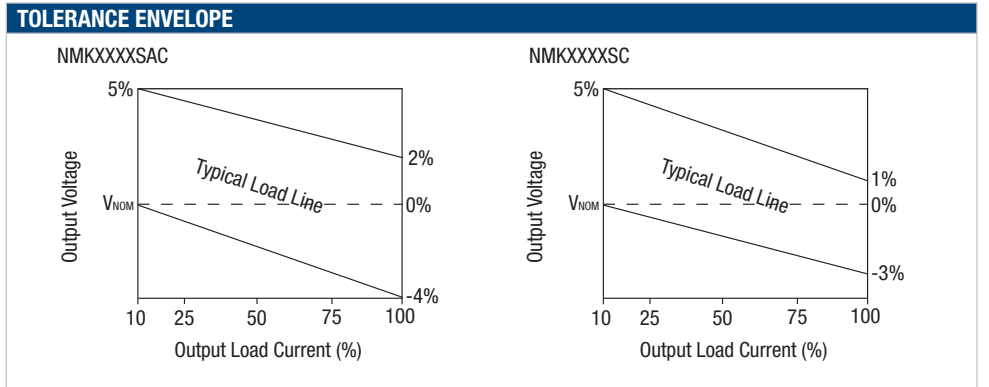 TOLERANCE ENVELOPE
NMKXXXXSAC
5%
2%
Typical Load Line
VNOM
0%
-4%
Output Voltage
10 25 50 75 100
Output Load Current (%)
NMKXXXXSC
5%
1%
Typical Load Line
VNOM
0%
-3%
Output Voltage
10 25 50 75 100
Output Load Current (%)